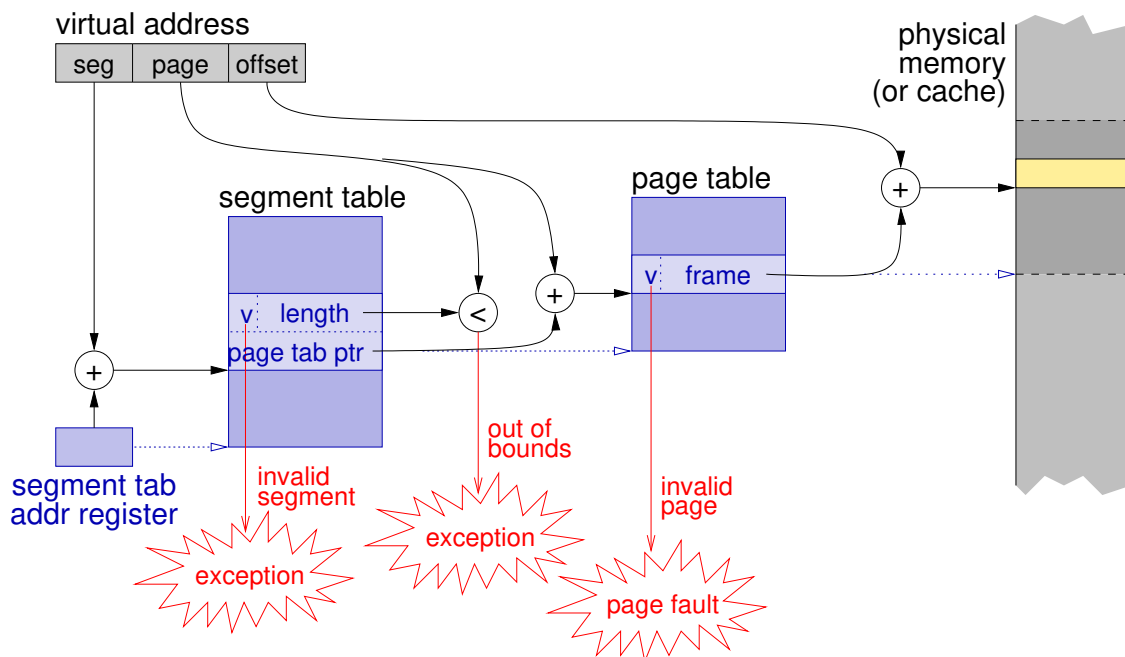 virtual address
seg page offset
physical
memory
(or cache)
segment table
page table
v length
page tab ptr
v frame
+
+
+
<
segment tab
addr register
invalid
segment
out of
bounds
invalid
page
exception
exception
page fault